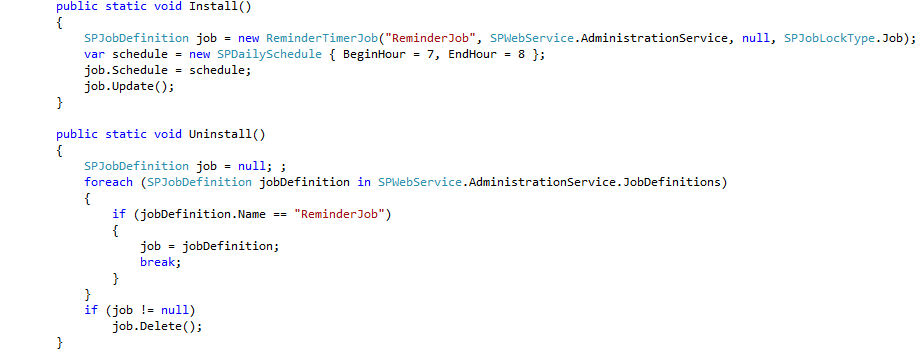 public static void Install()
{
    SPJobDefinition job = new ReminderTimerJob("ReminderJob", SPWebService.AdministrationService, null, SPJobLockType.Job);
    var schedule = new SPDailySchedule { BeginHour = 7, EndHour = 8 };
    job.Schedule = schedule;
    job.Update();
}

public static void Uninstall()
{
    SPJobDefinition job = null; ;
    foreach (SPJobDefinition jobDefinition in SPWebService.AdministrationService.JobDefinitions)
    {
        if (jobDefinition.Name == "ReminderJob")
        {
            job = jobDefinition;
            break;
        }
    }
    if (job != null)
        job.Delete();
}